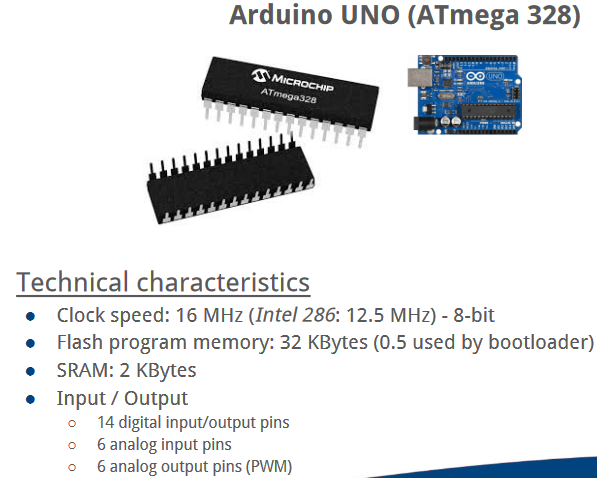 Arduino UNO (ATmega 328)
MICROCHIP
ATmega328
UNO
ARDUINO
Technical characteristics
● Clock speed: 16 MHz (Intel 286: 12.5 MHz) - 8-bit
● Flash program memory: 32 KBytes (0.5 used by bootloader)
● SRAM: 2 KBytes
● Input / Output
○ 14 digital input/output pins
○ 6 analog input pins
○ 6 analog output pins (PWM)